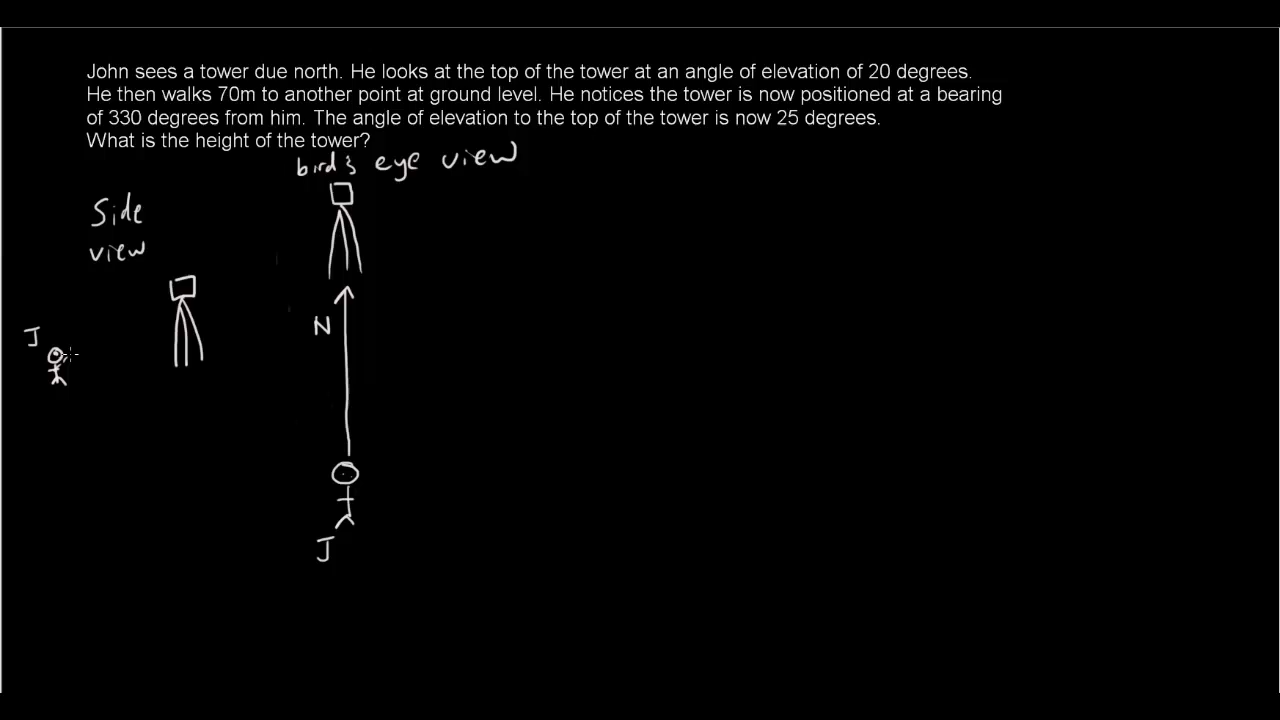 John sees a tower due north. He looks at the top of the tower at an angle of elevation of 20 degrees.
He then walks 70m to another point at ground level. He notices the tower is now positioned at a bearing
of 330 degrees from him. The angle of elevation to the top of the tower is now 25 degrees.
What is the height of the tower?
bird's eye view
Side
view
N
J
J